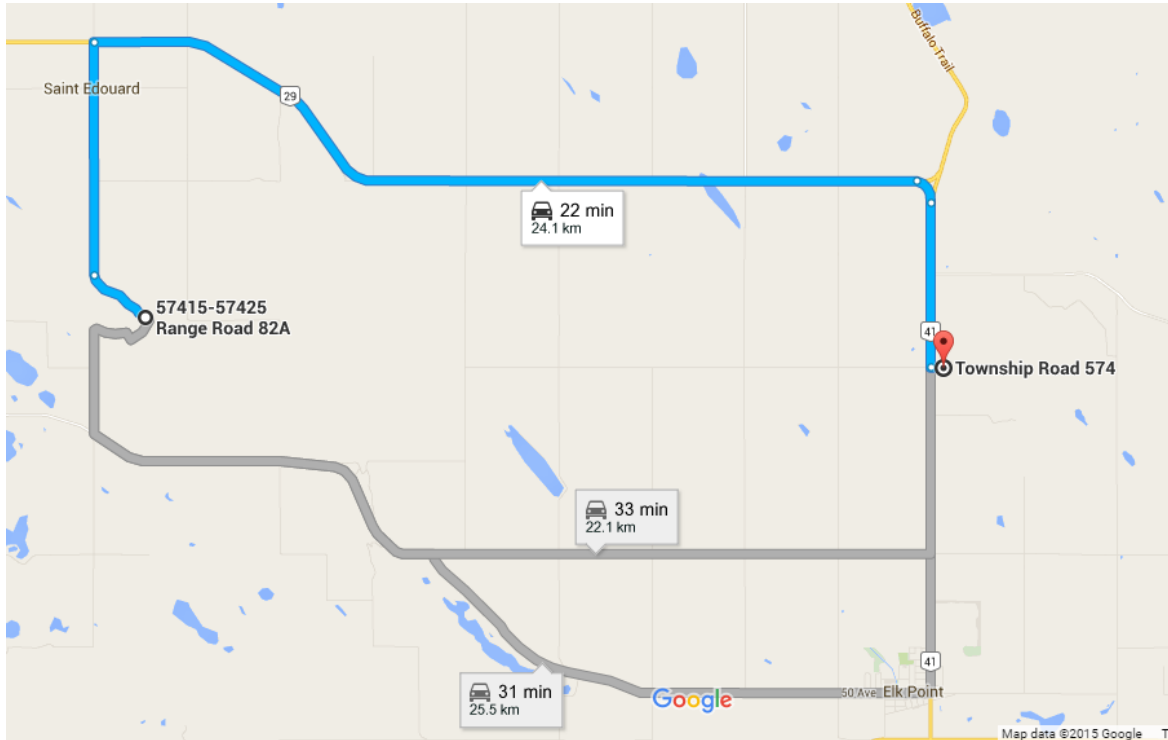 Buffalo Trail
Saint Edouard
29
22 min
24.1 km
57415-57425
Range Road 82A
41
Township Road 574
33 min
22.1 km
41
31 min
25.5 km
Google
50 Ave
Elk Point
Map data ©2015 Google T